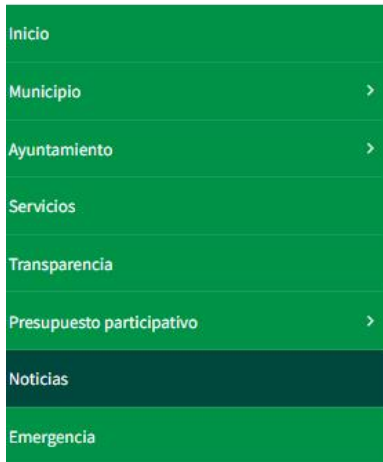 Inicio
Municipio
Ayuntamiento
Servicios
Transparencia
Presupuesto participativo
Noticias
Emergencia